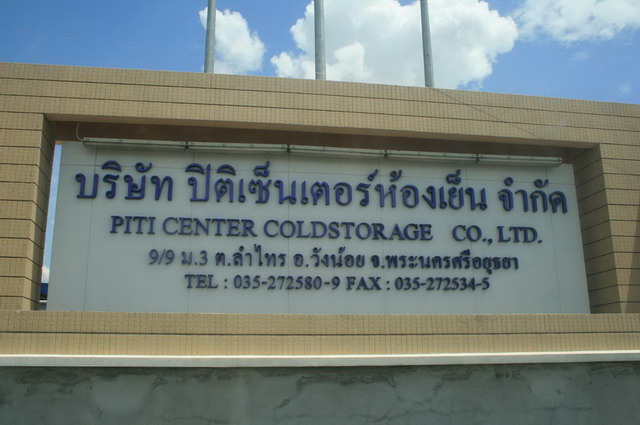 บริษัท ปิติเซ็นเตอร์ห้องเย็น จำกัด
PITI CENTER COLDSTORAGE CO., LTD.
9/9 ม.3 ต.ลำไทร อ.วังน้อย จ.พระนครศรีอยุธยา
TEL : 035-272580-9 FAX : 035-272534-5